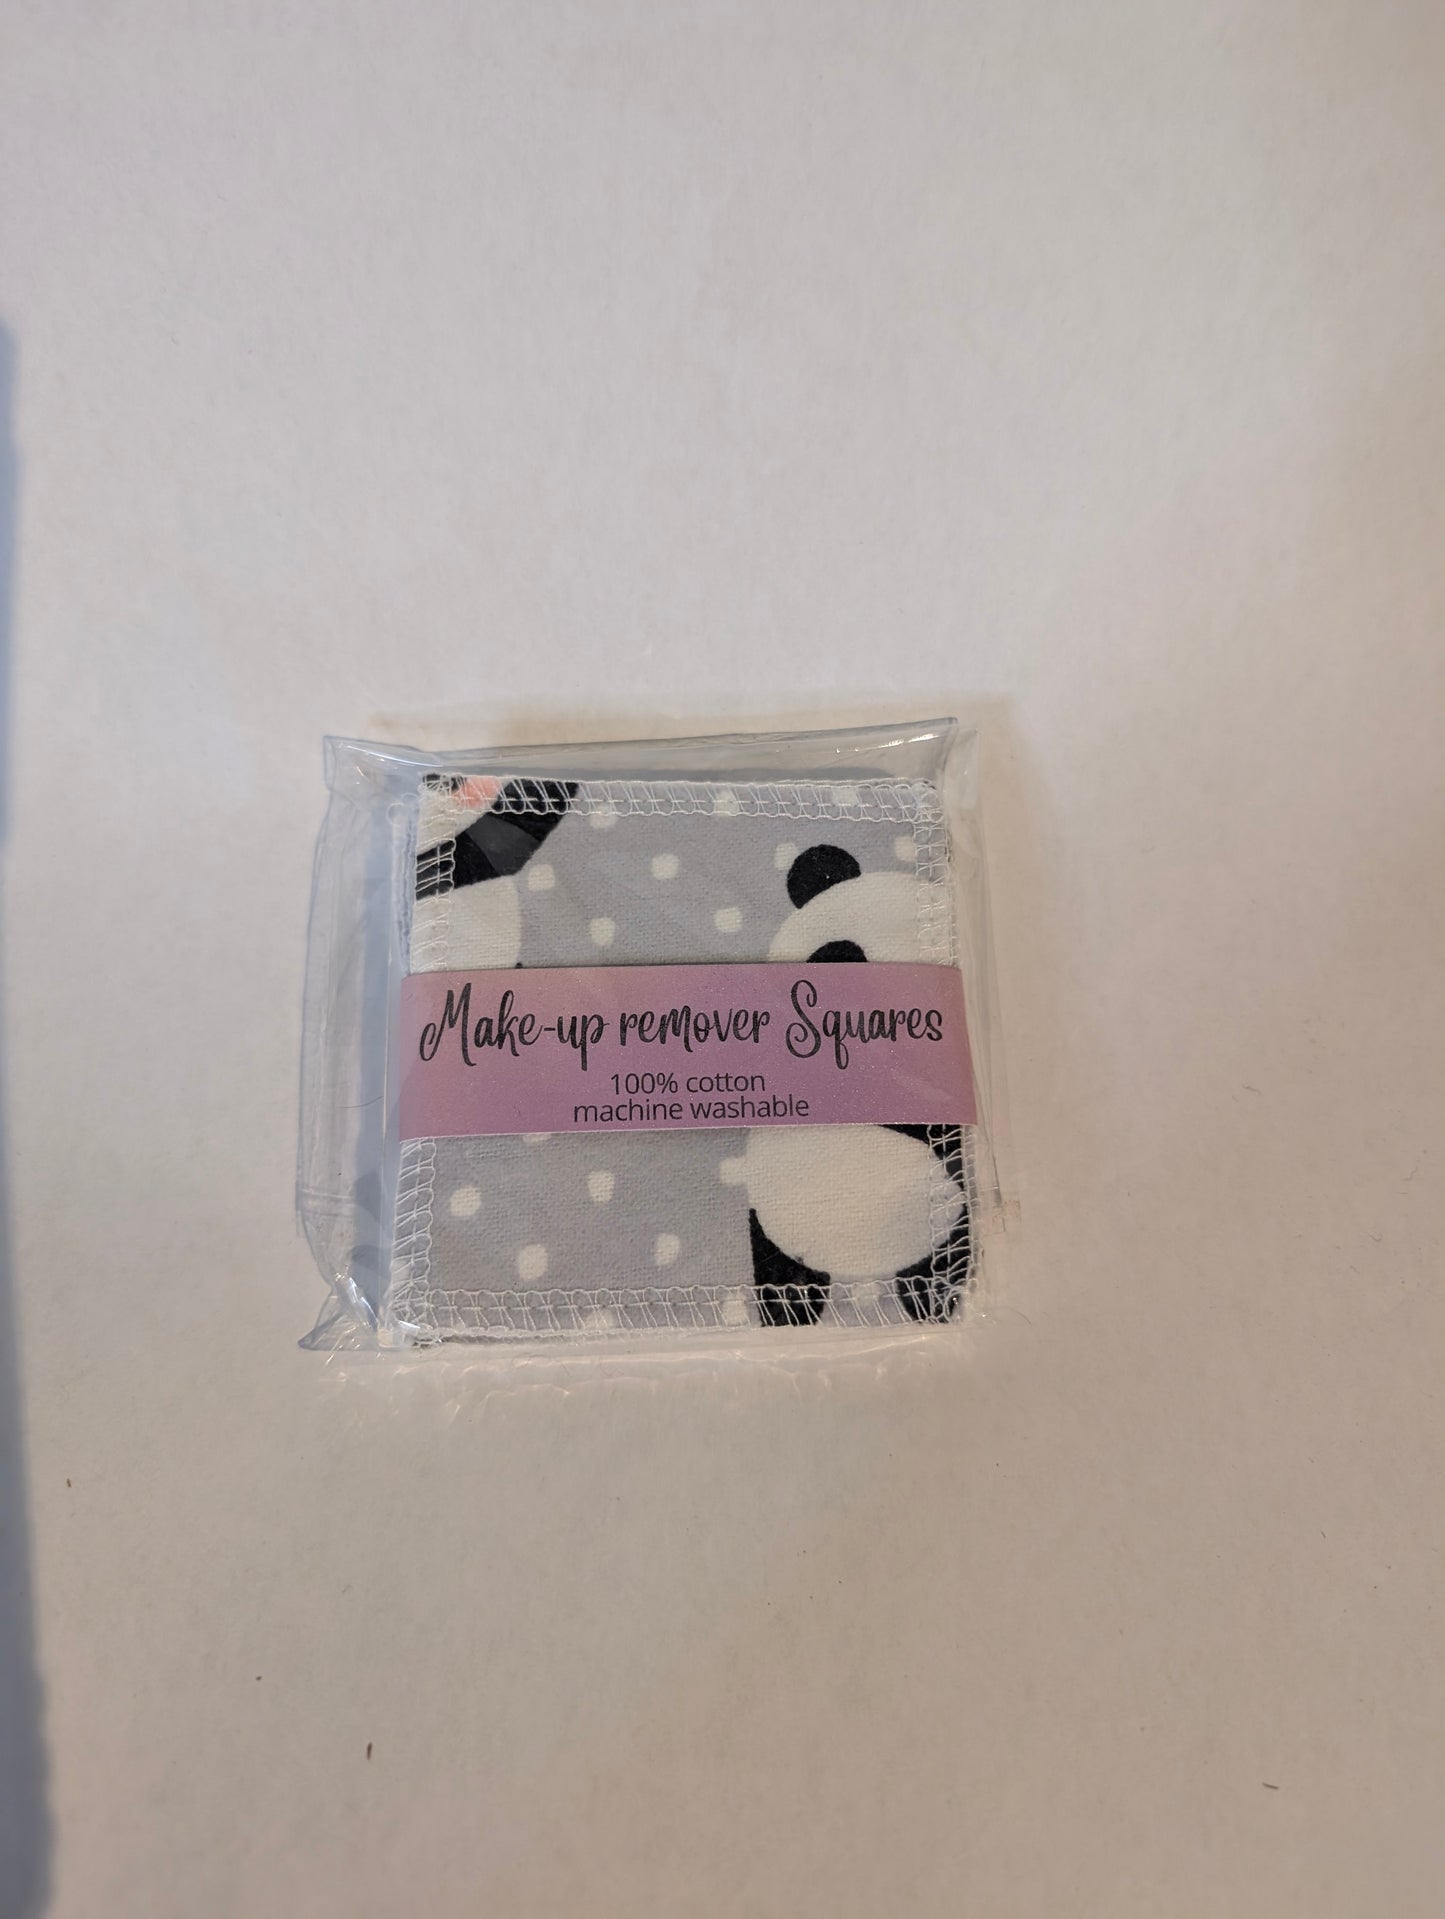 Make-up remover Squares
100% cotton
machine washable